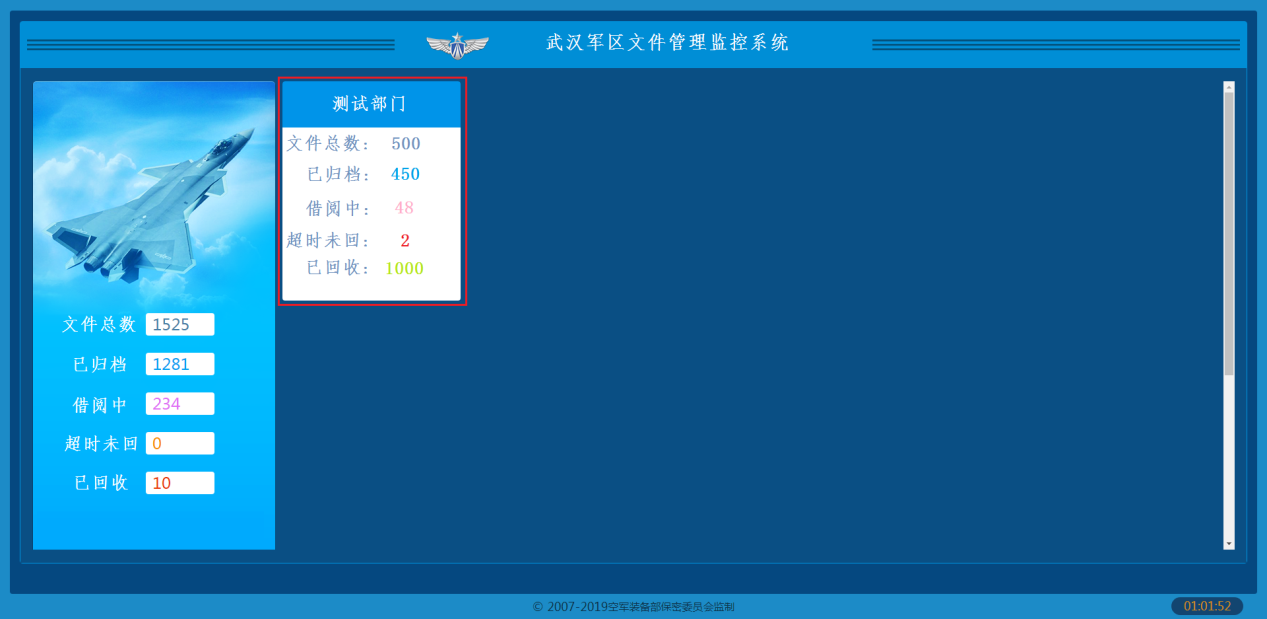 武汉军区文件管理监控系统
文件总数 1525
已归档 1281
借阅中 234
超时未回 0
已回收 10
测试部门
文件总数： 500
已归档： 450
借阅中： 48
超时未回： 2
已回收： 1000
© 2007-2019空军装备部保密委员会监制
01:01:52